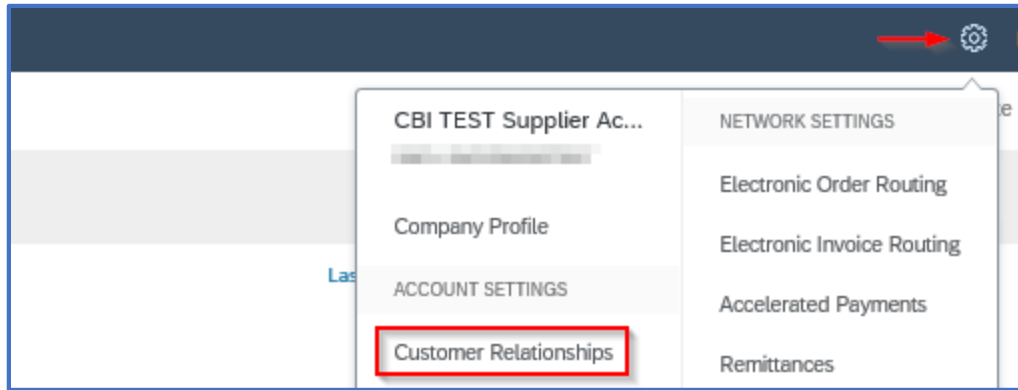 CBI TEST Supplier Ac...
Company Profile
Las
ACCOUNT SETTINGS
Customer Relationships
NETWORK SETTINGS
Electronic Order Routing
Electronic Invoice Routing
Accelerated Payments
Remittances